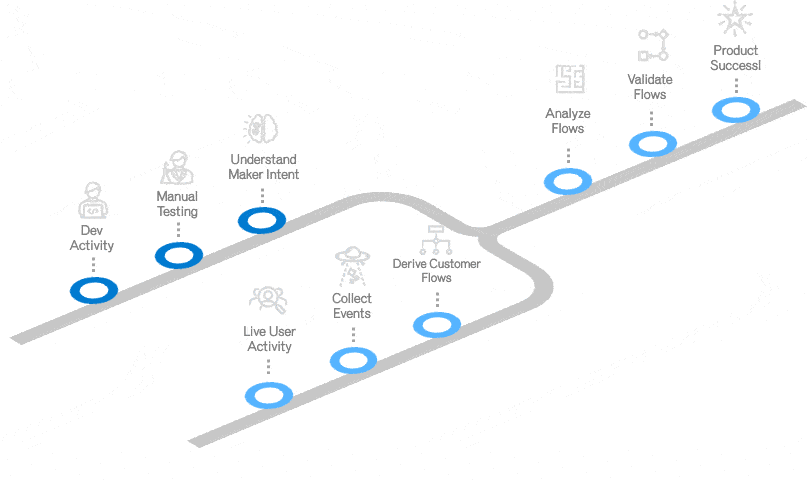 Dev
Activity
Manual
Testing
Understand
Maker Intent
Live User
Activity
Collect
Events
Derive Customer
Flows
Analyze
Flows
Validate
Flows
Product
Success!